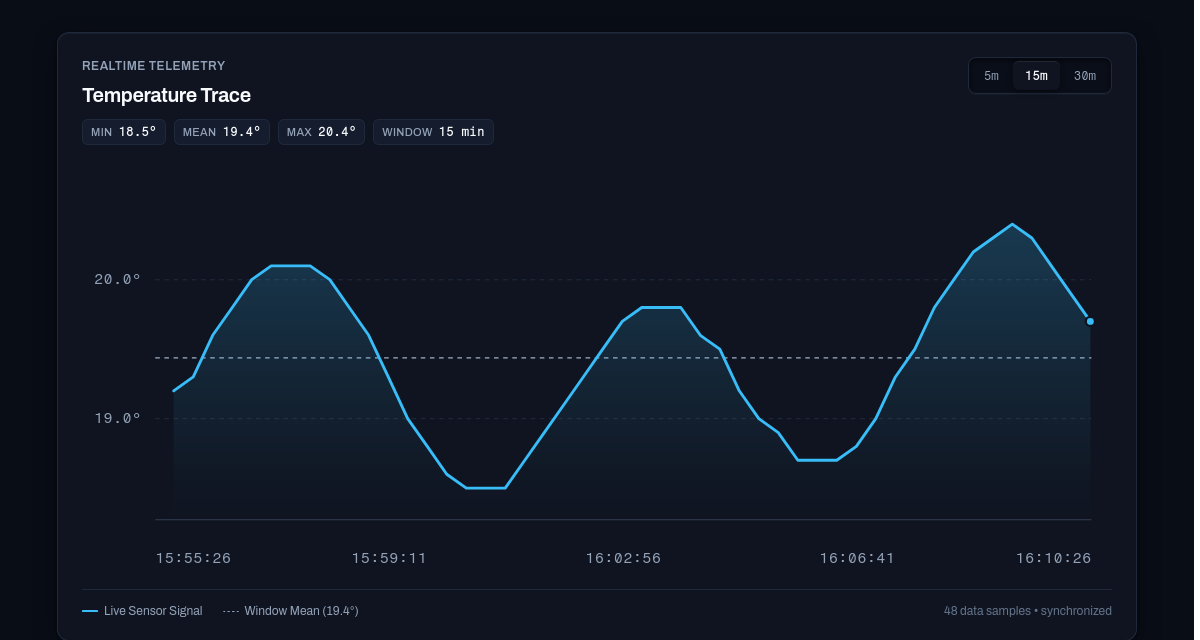 REALTIME TELEMETRY
Temperature Trace
5m 15m 30m
MIN 18.5° MEAN 19.4° MAX 20.4° WINDOW 15 min
20.0°
19.0°
15:55:26 15:59:11 16:02:56 16:06:41 16:10:26
Live Sensor Signal Window Mean (19.4°) 48 data samples • synchronized